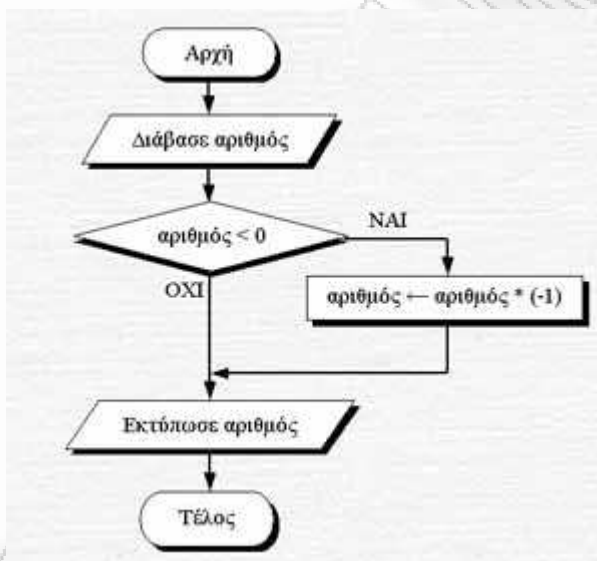 Αρχή
Διάβασε αριθμός
αριθμός < 0
ΝΑΙ
ΟΧΙ
αριθμός ← αριθμός * (-1)
Εκτύπωσε αριθμός
Τέλος